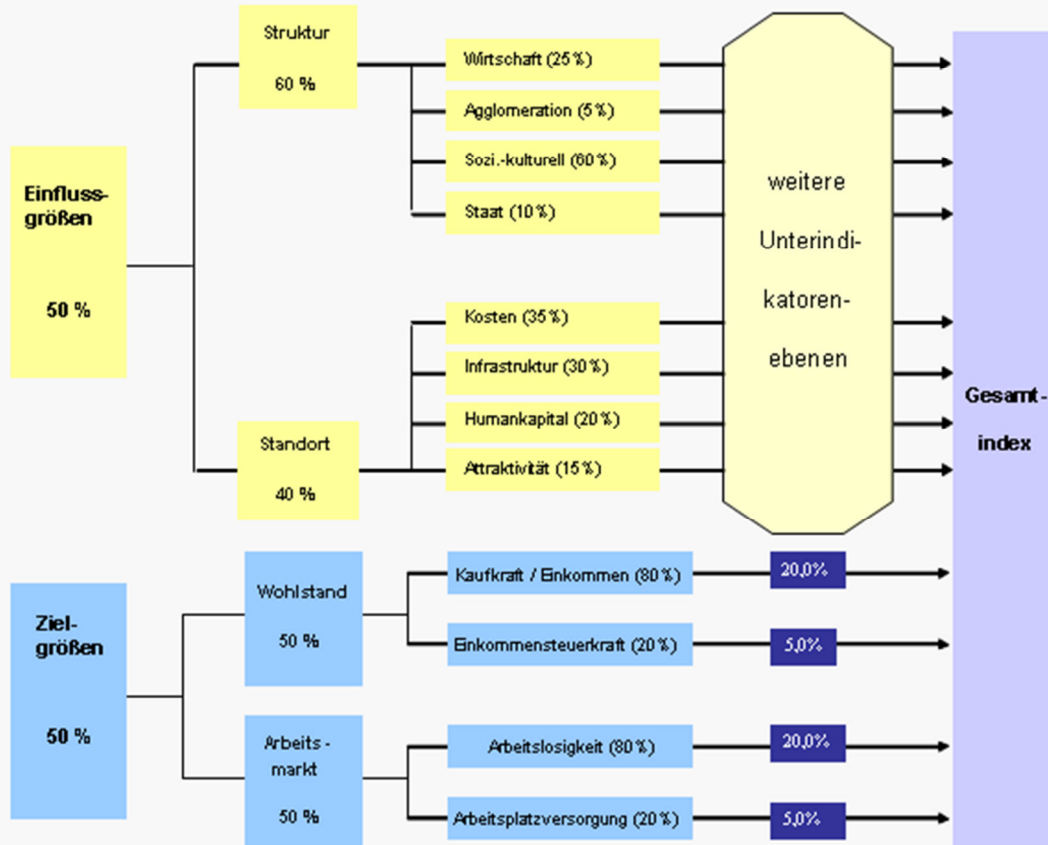 Struktur
60 %
Wirtschaft (25%)
Agglomeration (5%)
Sozi.-kulturell (60%)
Staat (10%)
Einfluss-
größen
50 %
Kosten (35%)
Infrastruktur (30%)
Humankapital (20%)
Attraktivität (15%)
Standort
40 %
weitere
Unterindi-
katoren-
ebenen
Gesamt-
index
Ziel-
größen
50 %
Wohlstand
50 %
Kaufkraft / Einkommen (80%)
20,0%
Einkommensteuerkraft (20%)
5,0%
Arbeits-
markt
50 %
Arbeitslosigkeit (80%)
20,0%
Arbeitsplatzversorgung (20%)
5,0%